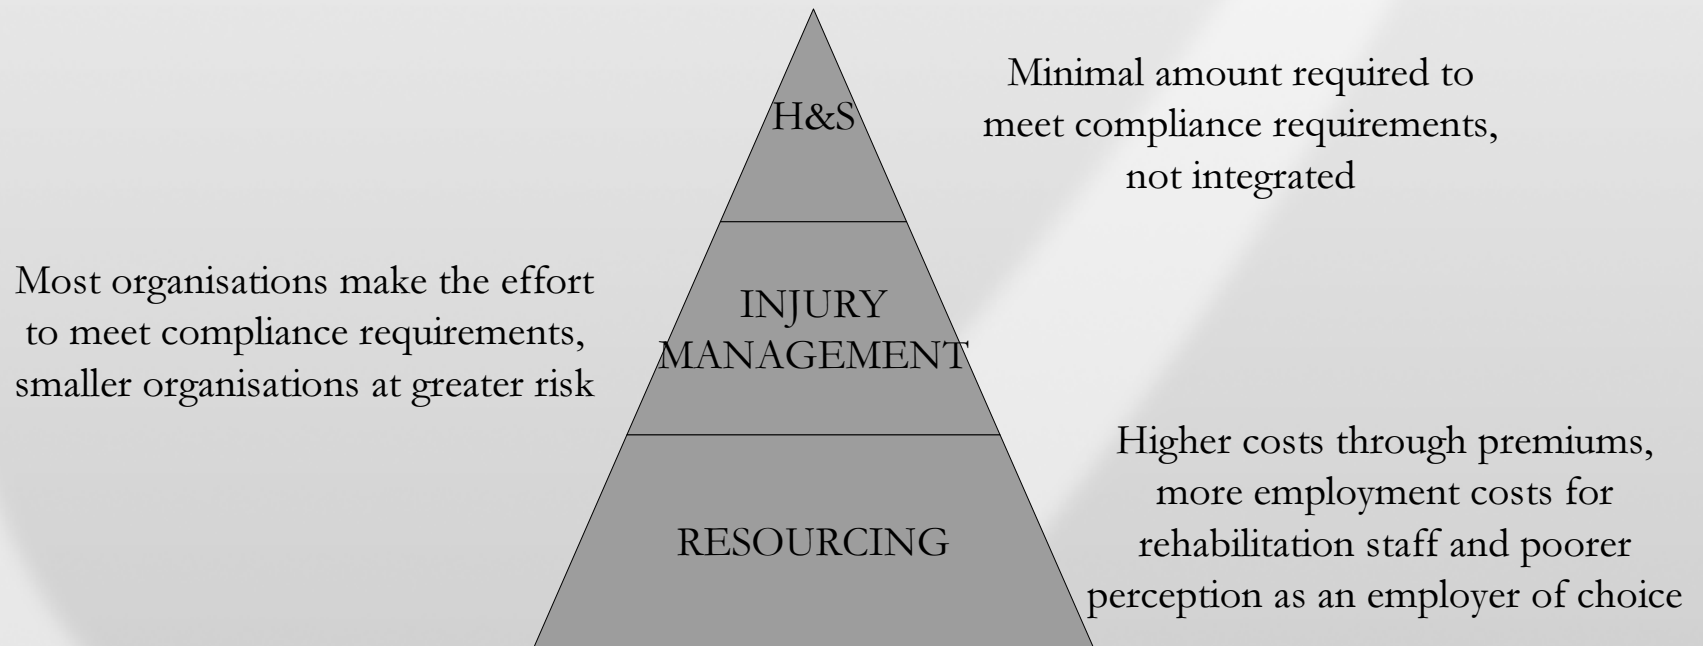 H&S
Minimal amount required to
meet compliance requirements,
not integrated
Most organisations make the effort
to meet compliance requirements,
smaller organisations at greater risk
INJURY
MANAGEMENT
RESOURCING
Higher costs through premiums,
more employment costs for
rehabilitation staff and poorer
perception as an employer of choice